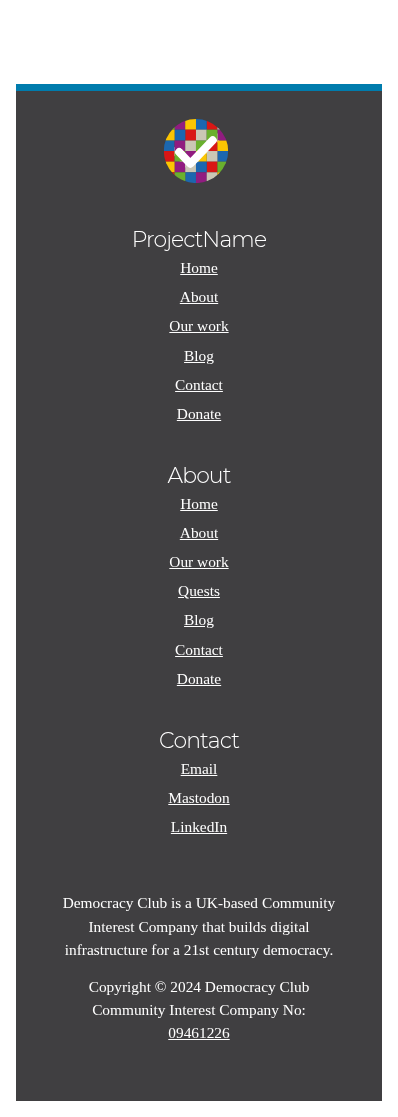 ProjectName
Home
About
Our work
Blog
Contact
Donate
About
Home
About
Our work
Quests
Blog
Contact
Donate
Contact
Email
Mastodon
LinkedIn
Democracy Club is a UK-based Community
Interest Company that builds digital
infrastructure for a 21st century democracy.
Copyright © 2024 Democracy Club
Community Interest Company No:
09461226